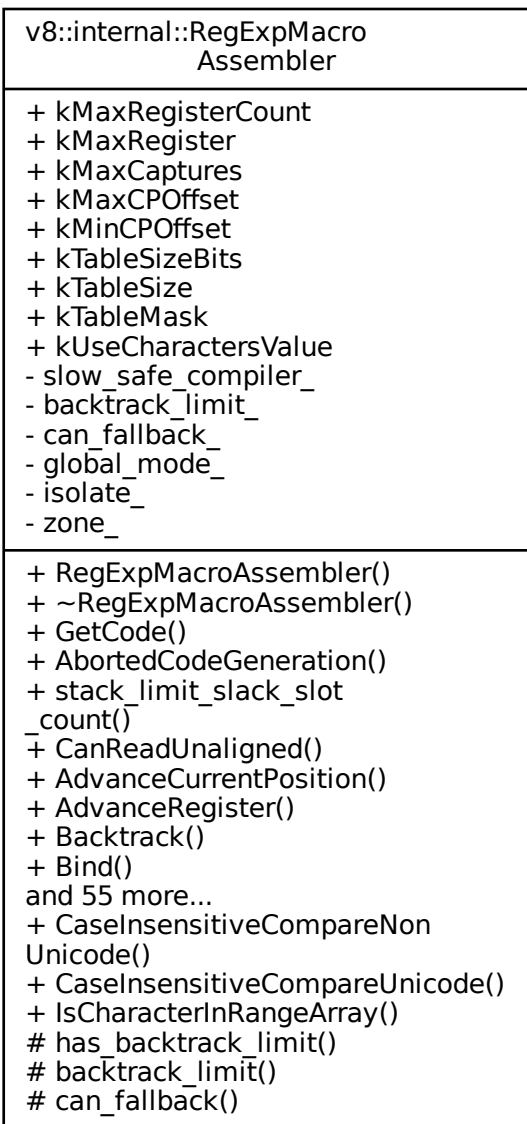 v8::internal::RegExpMacro
Assembler
+ kMaxRegisterCount
+ kMaxRegister
+ kMaxCaptures
+ kMaxCPOffset
+ kMinCPOffset
+ kTableSizeBits
+ kTableSize
+ kTableMask
+ kUseCharactersValue
- slow_safe_compiler_
- backtrack_limit_
- can_fallback_
- global_mode_
- isolate_
- zone_
+ RegExpMacroAssembler()
+ ~RegExpMacroAssembler()
+ GetCode()
+ AbortedCodeGeneration()
+ stack_limit_slack_slot
_count()
+ CanReadUnaligned()
+ AdvanceCurrentPosition()
+ AdvanceRegister()
+ Backtrack()
+ Bind()
and 55 more...
+ CaseInsensitiveCompareNon
Unicode()
+ CaseInsensitiveCompareUnicode()
+ IsCharacterInRangeArray()
# has_backtrack_limit()
# backtrack_limit()
# can_fallback()